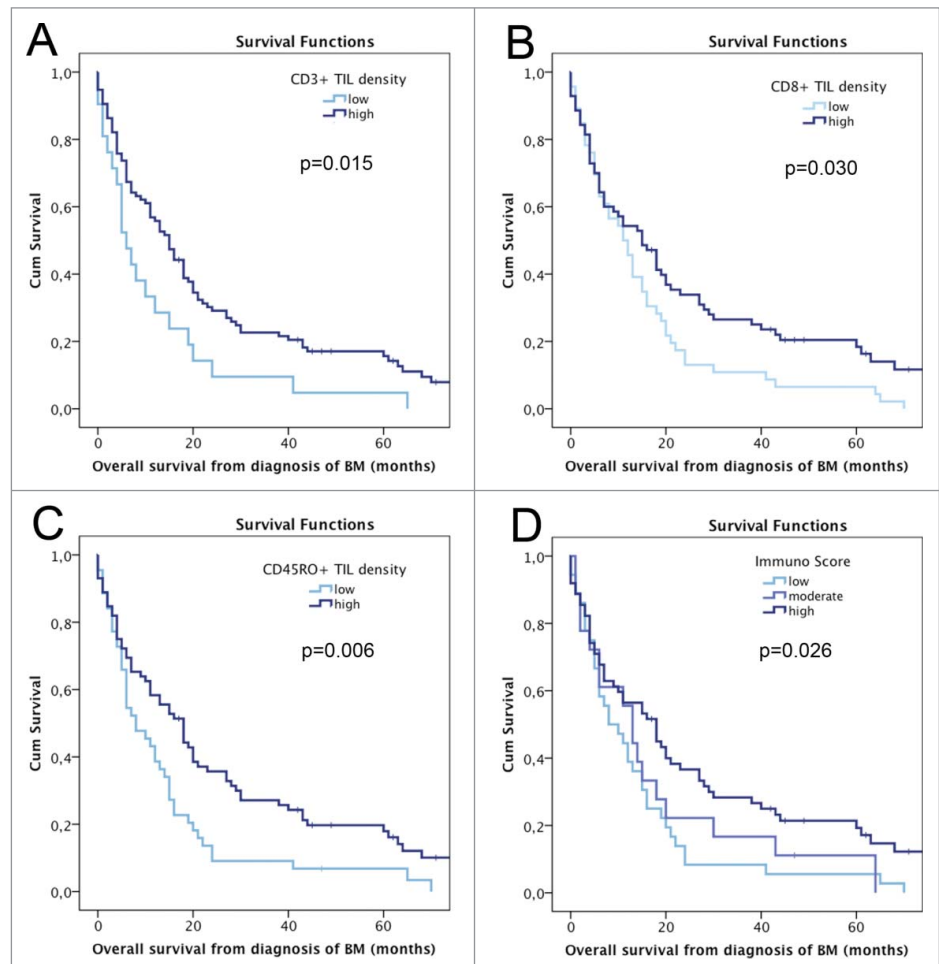 A
Survival Functions
CD3+ TIL density
low
high
p=0.015
Cum Survival
1,0
0,8
0,6
0,4
0,2
0,0
0 20 40 60
Overall survival from diagnosis of BM (months)
B
Survival Functions
CD8+ TIL density
low
high
p=0.030
Cum Survival
1,0
0,8
0,6
0,4
0,2
0,0
0 20 40 60
Overall survival from diagnosis of BM (months)
C
Survival Functions
CD45RO+ TIL density
low
high
p=0.006
Cum Survival
1,0
0,8
0,6
0,4
0,2
0,0
0 20 40 60
Overall survival from diagnosis of BM (months)
D
Survival Functions
Immuno Score
low
moderate
high
p=0.026
Cum Survival
1,0
0,8
0,6
0,4
0,2
0,0
0 20 40 60
Overall survival from diagnosis of BM (months)